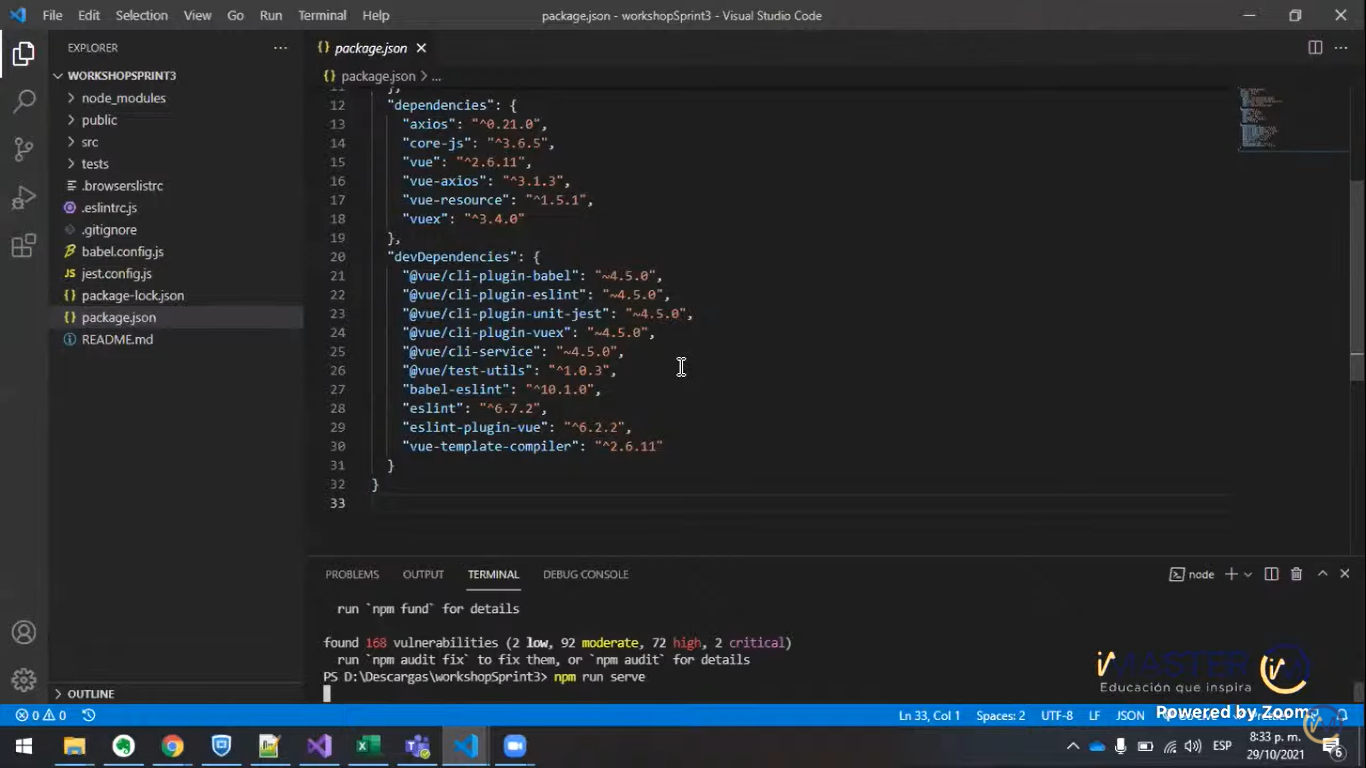 File Edit Selection View Go Run Terminal Help package.json - workshopSprint3 - Visual Studio Code
EXPLORER
WORKSHOPSPRINT3
node_modules
public
src
tests
.browserslistrc
.eslintrc.js
.gitignore
babel.config.js
JS jest.config.js
{} package-lock.json
{} package.json
README.md
OUTLINE
{} package.json
{} package.json > ...
11 },
12 "dependencies": {
13 "axios": "^0.21.0",
14 "core-js": "^3.6.5",
15 "vue": "^2.6.11",
16 "vue-axios": "^3.1.3",
17 "vue-resource": "^1.5.1",
18 "vuex": "^3.4.0"
19 },
20 "devDependencies": {
21 "@vue/cli-plugin-babel": "~4.5.0",
22 "@vue/cli-plugin-eslint": "~4.5.0",
23 "@vue/cli-plugin-unit-jest": "~4.5.0",
24 "@vue/cli-plugin-vuex": "~4.5.0",
25 "@vue/cli-service": "~4.5.0",
26 "@vue/test-utils": "^1.0.3",
27 "babel-eslint": "^10.1.0",
28 "eslint": "^6.7.2",
29 "eslint-plugin-vue": "^6.2.2",
30 "vue-template-compiler": "^2.6.11"
31 }
32 }
33
PROBLEMS OUTPUT TERMINAL DEBUG CONSOLE node
run `npm fund` for details
found 168 vulnerabilities (2 low, 92 moderate, 72 high, 2 critical)
run `npm audit fix` to fix them, or `npm audit` for details
PS D:\Descargas\workshopSprint3> npm run serve
iMASTER
Educación que inspira
Powered by Zoom
0 0 Ln 33, Col 1 Spaces: 2 UTF-8 LF JSON
ESP
8:33 p. m.
29/10/2021
6